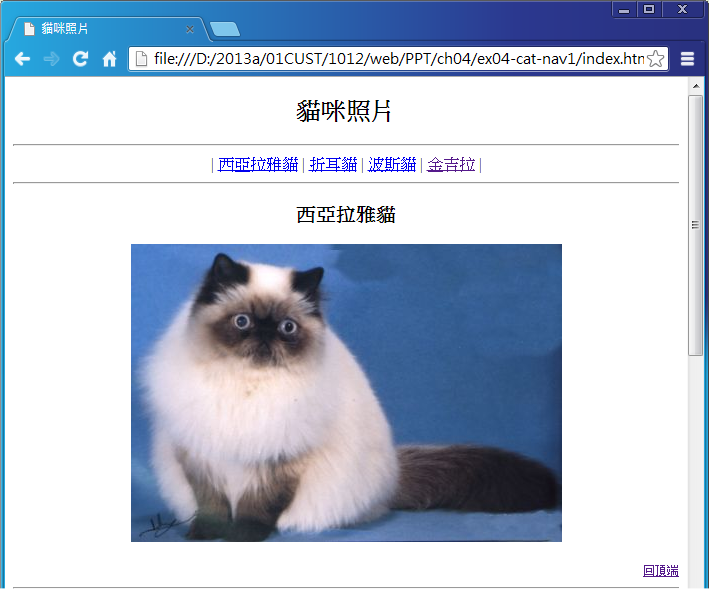 貓咪照片
file:///D:/2013a/01CUST/1012/web/PPT/ch04/ex04-cat-nav1/index.htm
貓咪照片
| 西亞拉雅貓 | 折耳貓 | 波斯貓 | 金吉拉 |
西亞拉雅貓
回頂端